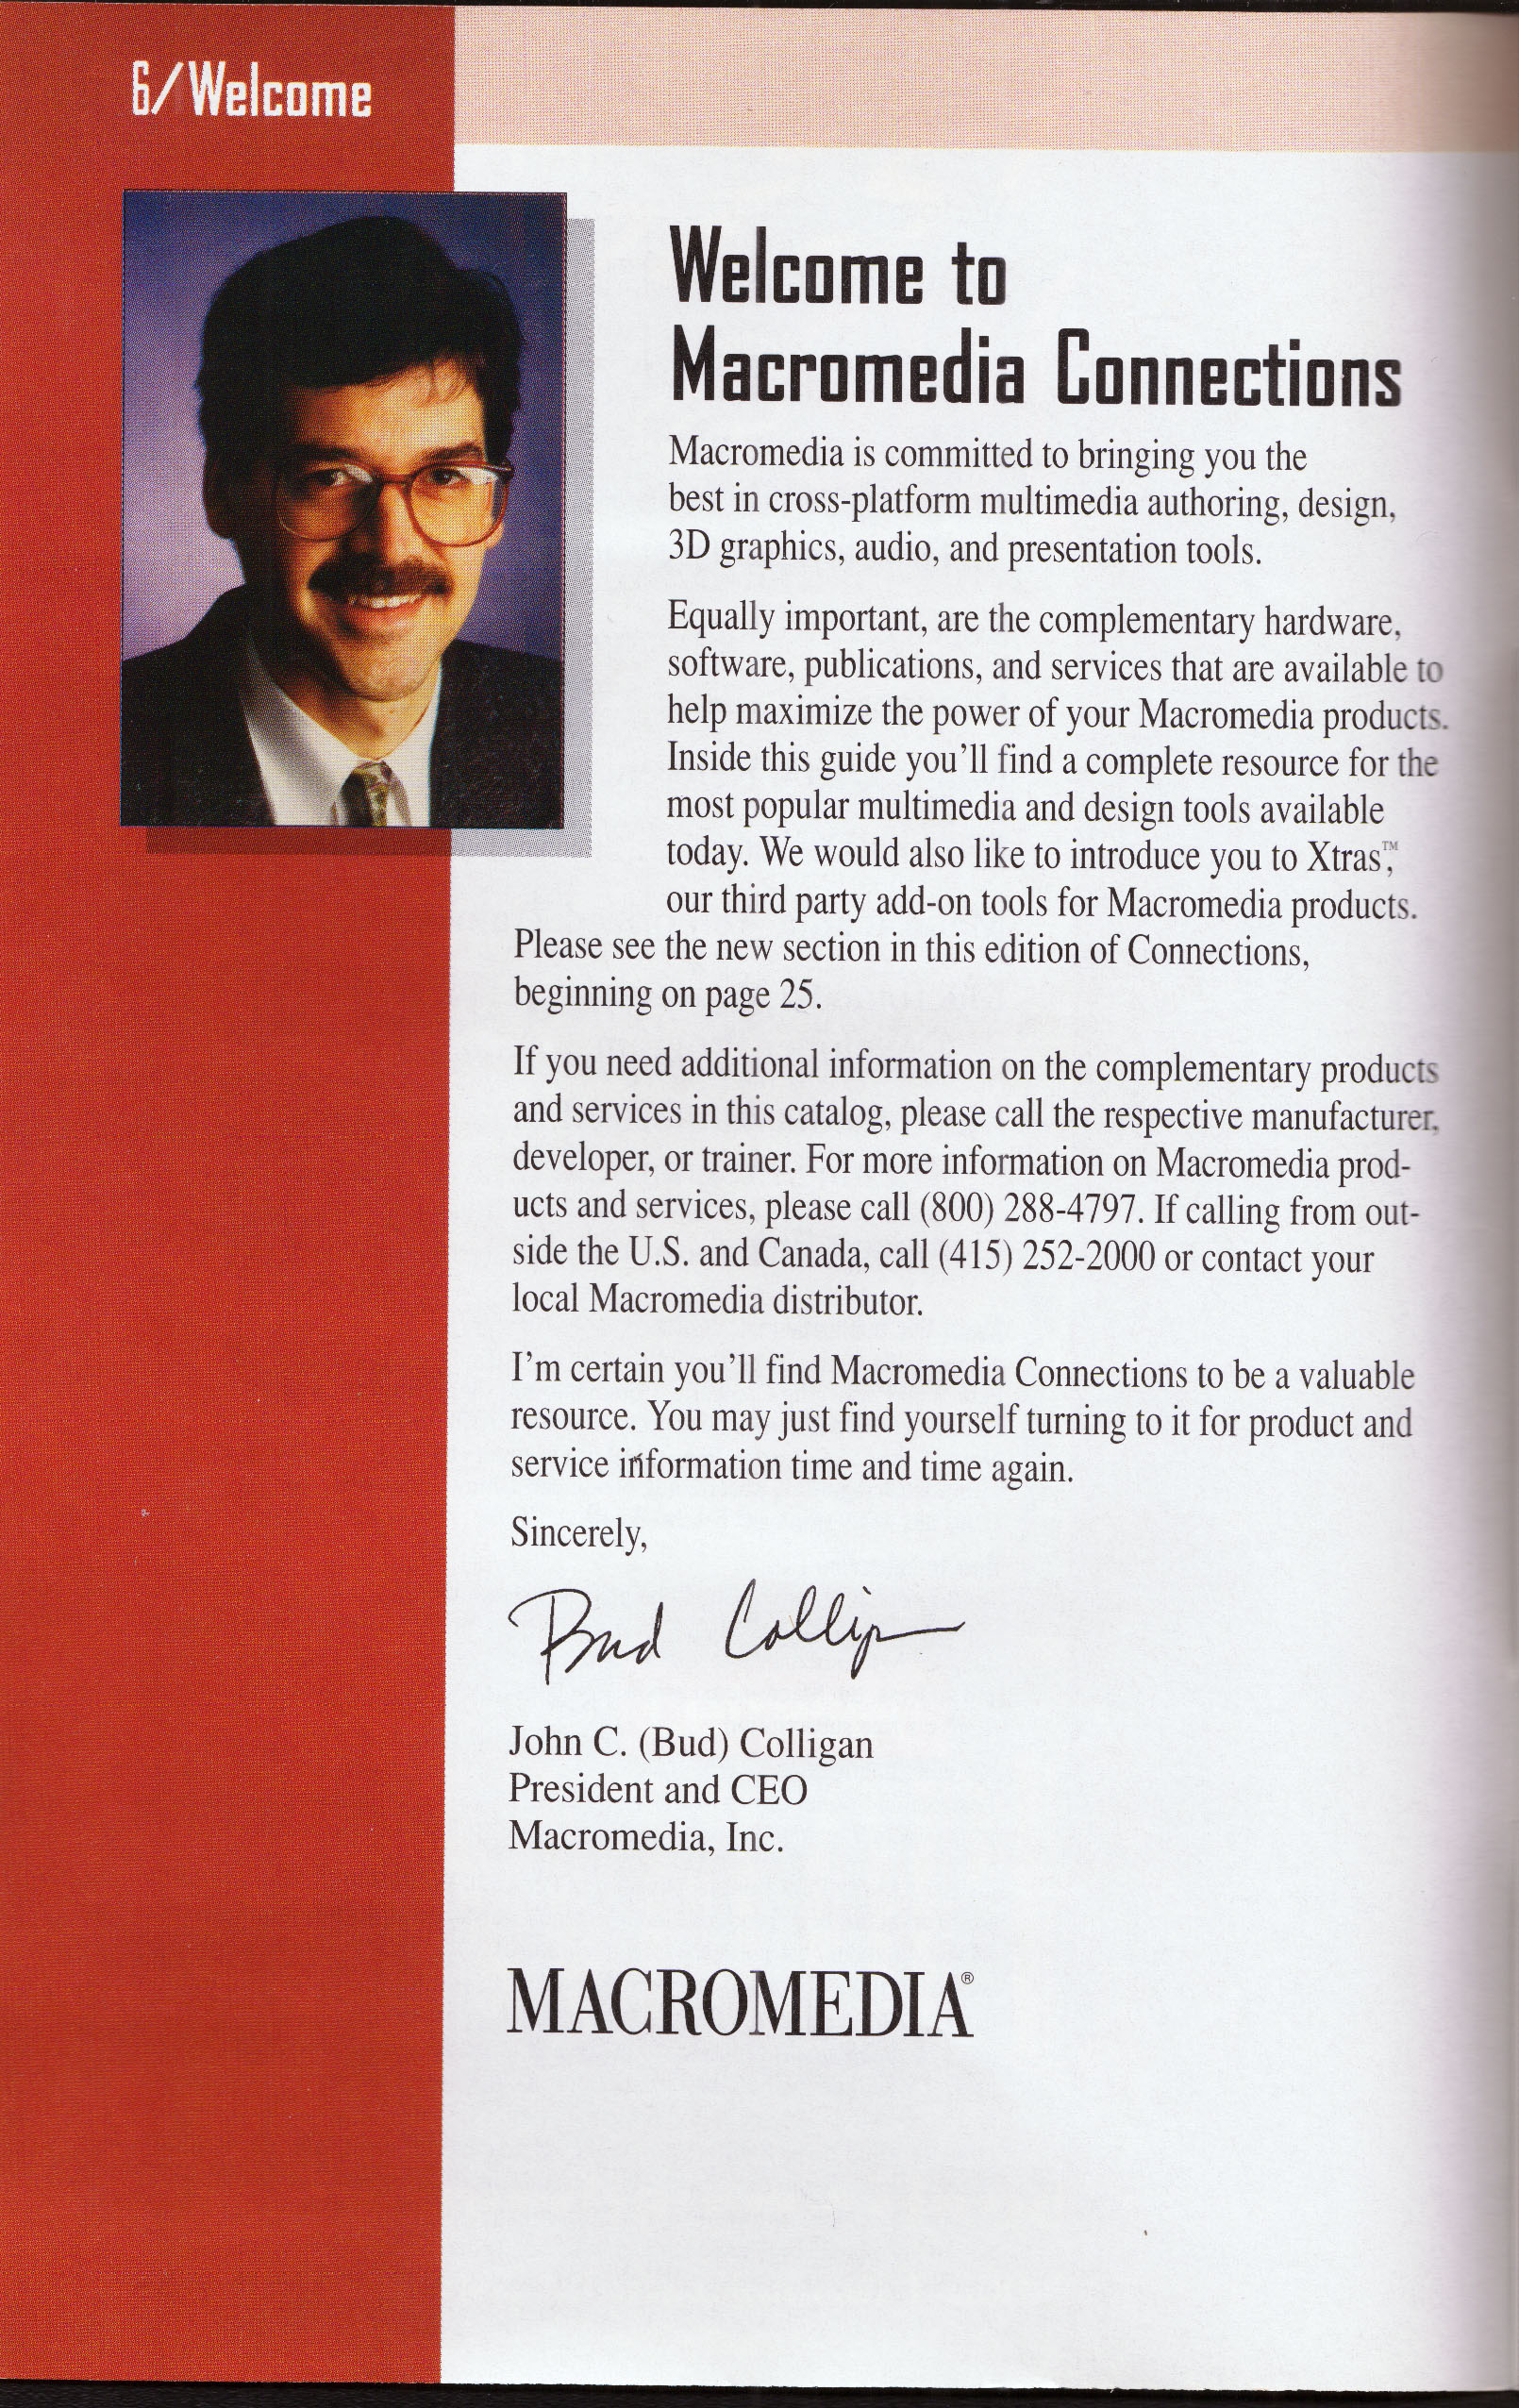 6/Welcome
Welcome to
Macromedia Connections
Macromedia is committed to bringing you the
best in cross-platform multimedia authoring, design,
3D graphics, audio, and presentation tools.
Equally important, are the complementary hardware,
software, publications, and services that are available to
help maximize the power of your Macromedia products.
Inside this guide you'll find a complete resource for the
most popular multimedia and design tools available
today. We would also like to introduce you to Xtras™,
our third party add-on tools for Macromedia products.
Please see the new section in this edition of Connections,
beginning on page 25.
If you need additional information on the complementary products
and services in this catalog, please call the respective manufacturer,
developer, or trainer. For more information on Macromedia prod-
ucts and services, please call (800) 288-4797. If calling from out-
side the U.S. and Canada, call (415) 252-2000 or contact your
local Macromedia distributor.
I'm certain you'll find Macromedia Connections to be a valuable
resource. You may just find yourself turning to it for product and
service information time and time again.
Sincerely,
Bud Colligan
John C. (Bud) Colligan
President and CEO
Macromedia, Inc.
MACROMEDIA®